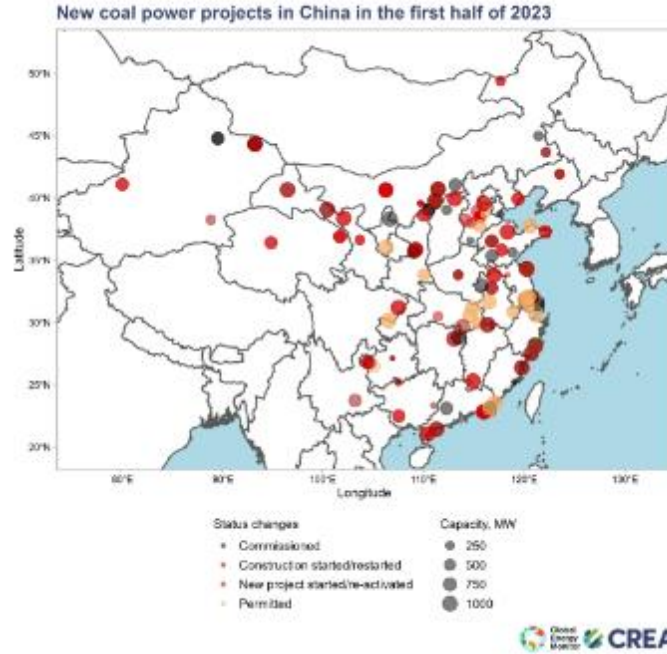 New coal power projects in China in the first half of 2023
50°N
45°N
40°N
35°N
30°N
25°N
20°N
Latitude
80°E
90°E
100°E
110°E
120°E
130°E
Longitude
Status changes
Commissioned
Construction started/restarted
New project started/re-activated
Permitted
Capacity, MW
250
500
750
1000
Global
Energy
Monitor
CREA